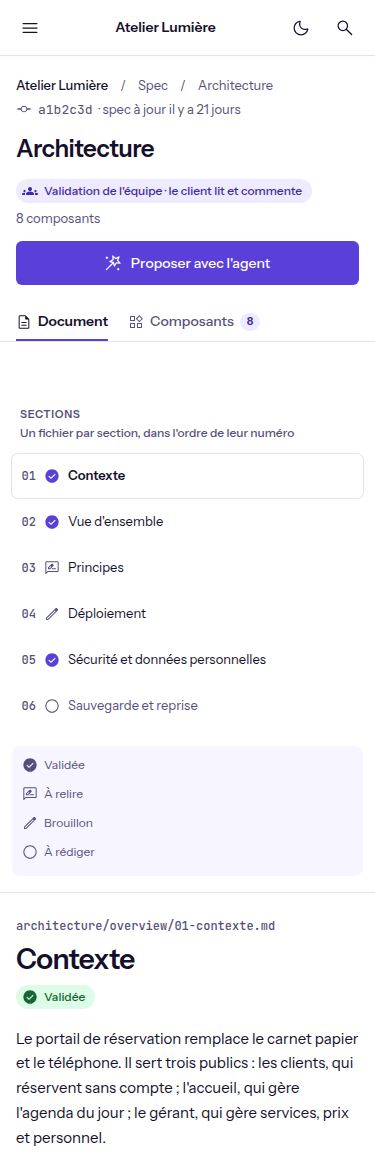 Atelier Lumière
Atelier Lumière / Spec / Architecture
a1b2c3d · spec à jour il y a 21 jours
Architecture
Validation de l'équipe · le client lit et commente
8 composants
Proposer avec l'agent
Document Composants 8
SECTIONS
Un fichier par section, dans l'ordre de leur numéro
01 Contexte
02 Vue d'ensemble
03 Principes
04 Déploiement
05 Sécurité et données personnelles
06 Sauvegarde et reprise
Validée
À relire
Brouillon
À rédiger
architecture/overview/01-contexte.md
Contexte
Validée
Le portail de réservation remplace le carnet papier
et le téléphone. Il sert trois publics : les clients, qui
réservent sans compte ; l'accueil, qui gère
l'agenda du jour ; le gérant, qui gère services, prix
et personnel.